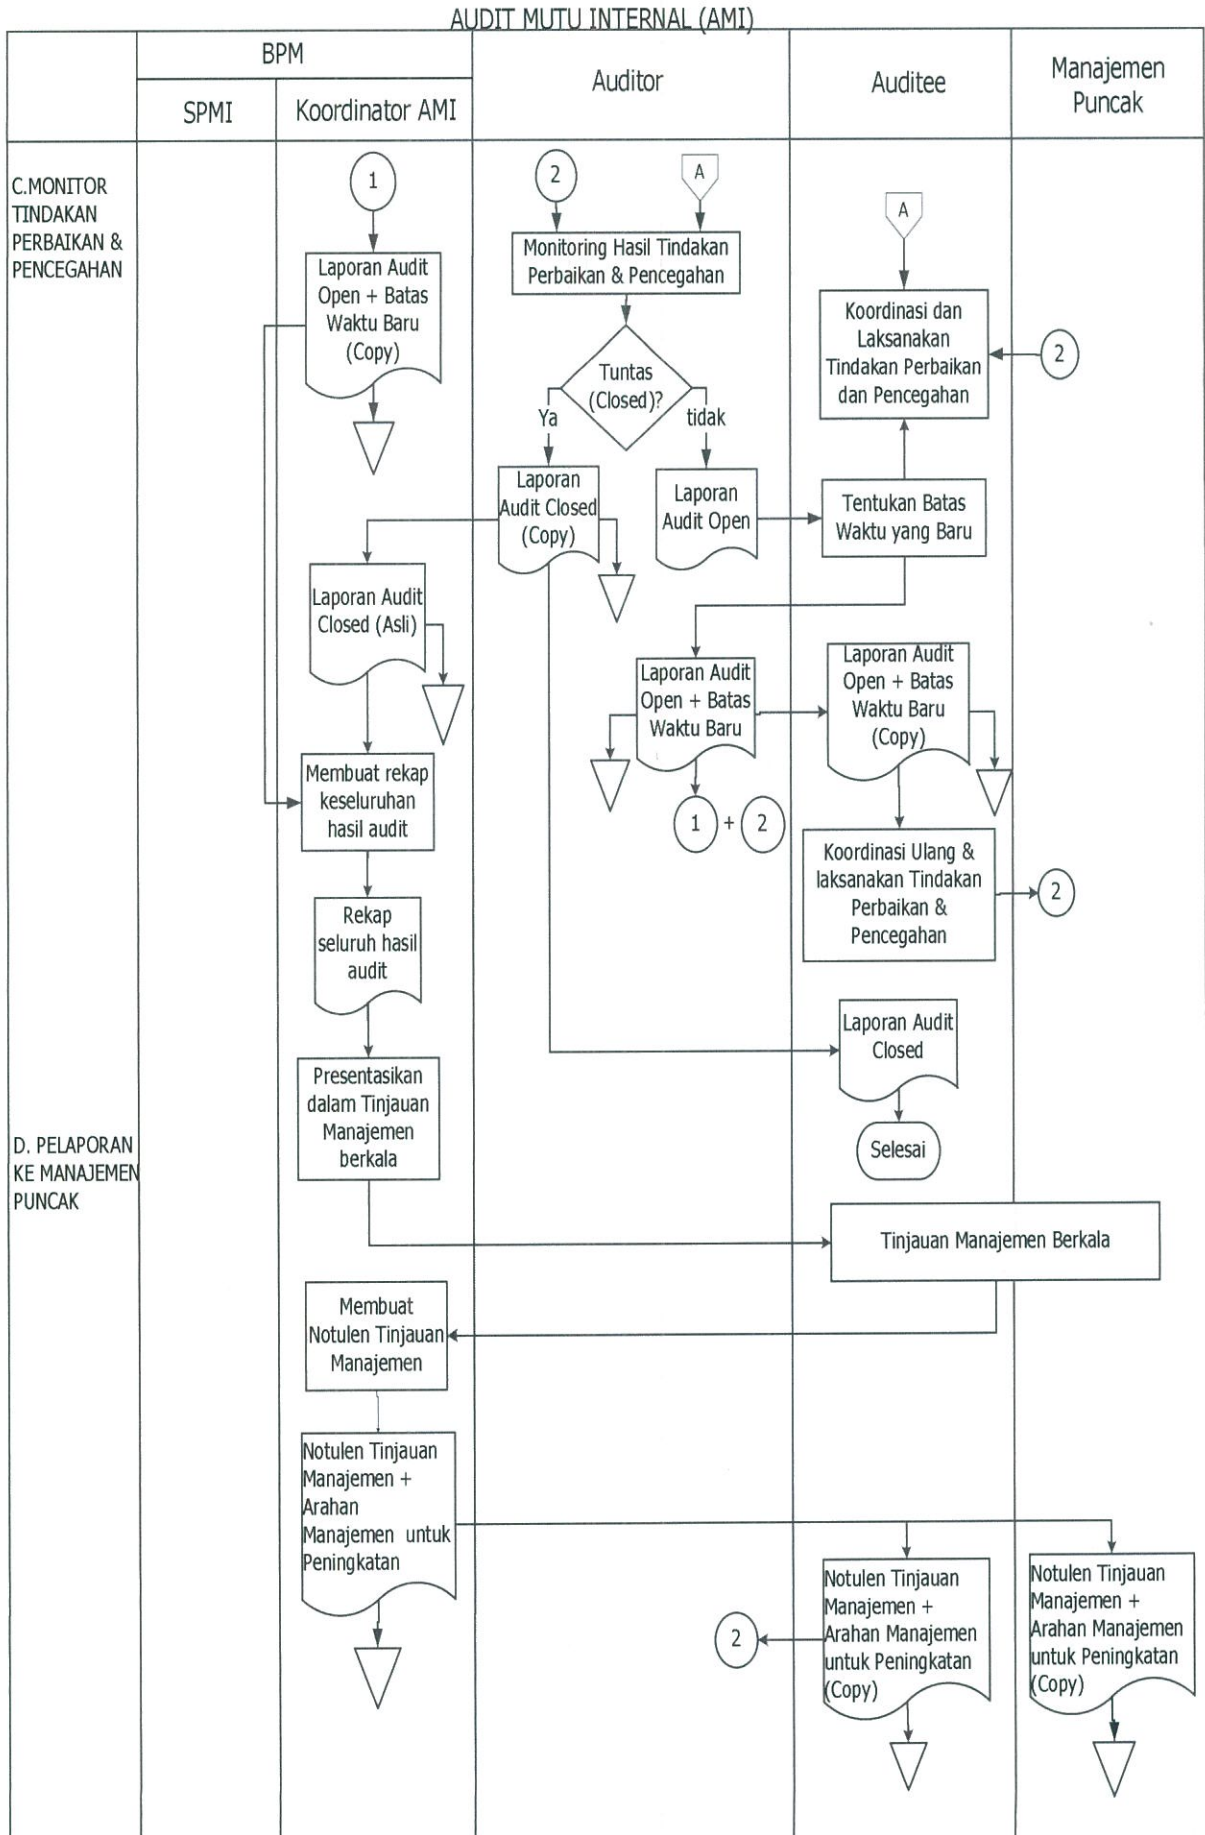 AUDIT MUTU INTERNAL (AMI)
BPM
SPMI
Koordinator AMI
Auditor
Auditee
Manajemen
Puncak
C.MONITOR
TINDAKAN
PERBAIKAN &
PENCEGAHAN
1
Laporan Audit
Open + Batas
Waktu Baru
(Copy)
2
A
Monitoring Hasil Tindakan
Perbaikan & Pencegahan
Tuntas
(Closed)?
Ya
tidak
A
Koordinasi dan
Laksanakan
Tindakan Perbaikan
dan Pencegahan
2
Laporan
Audit Closed
(Copy)
Laporan
Audit Open
Tentukan Batas
Waktu yang Baru
Laporan Audit
Closed (Asli)
Laporan Audit
Open + Batas
Waktu Baru
Laporan Audit
Open + Batas
Waktu Baru
(Copy)
Membuat rekap
keseluruhan
hasil audit
1 + 2
Koordinasi Ulang &
laksanakan Tindakan
Perbaikan &
Pencegahan
2
Rekap
seluruh hasil
audit
Laporan Audit
Closed
Presentasikan
dalam Tinjauan
Manajemen
berkala
Selesai
D. PELAPORAN
KE MANAJEMEN
PUNCAK
Tinjauan Manajemen Berkala
Membuat
Notulen Tinjauan
Manajemen
Notulen Tinjauan
Manajemen +
Arahan
Manajemen untuk
Peningkatan
2
Notulen Tinjauan
Manajemen +
Arahan Manajemen
untuk Peningkatan
(Copy)
Notulen Tinjauan
Manajemen +
Arahan Manajemen
untuk Peningkatan
(Copy)